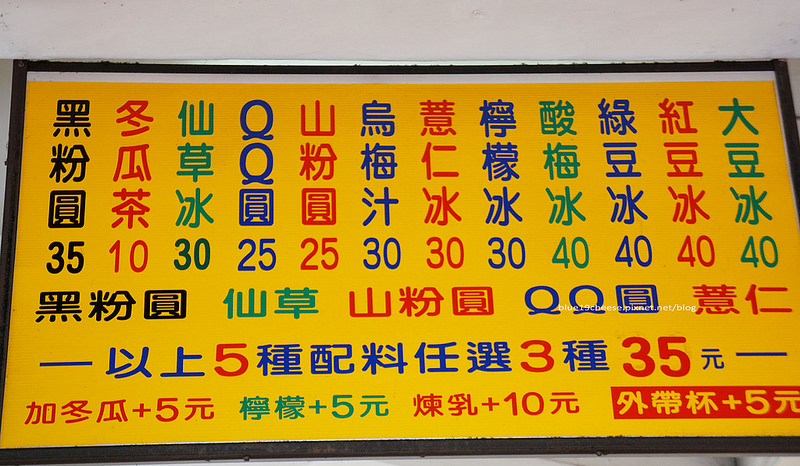 大豆冰 40
紅豆冰 40
綠豆冰 40
酸梅冰 40
檸檬冰 30
薏仁冰 30
烏梅汁 30
山粉圓 25
QQ圓 25
仙草冰 30
冬瓜茶 10
黑粉圓 35
黑粉圓 仙草 山粉圓 QQ圓 薏仁
blue19cheese.pixnet.net/blog
—以上5種配料任選3種35元—
加冬瓜+5元 檸檬+5元 煉乳+10元 外帶杯+5元